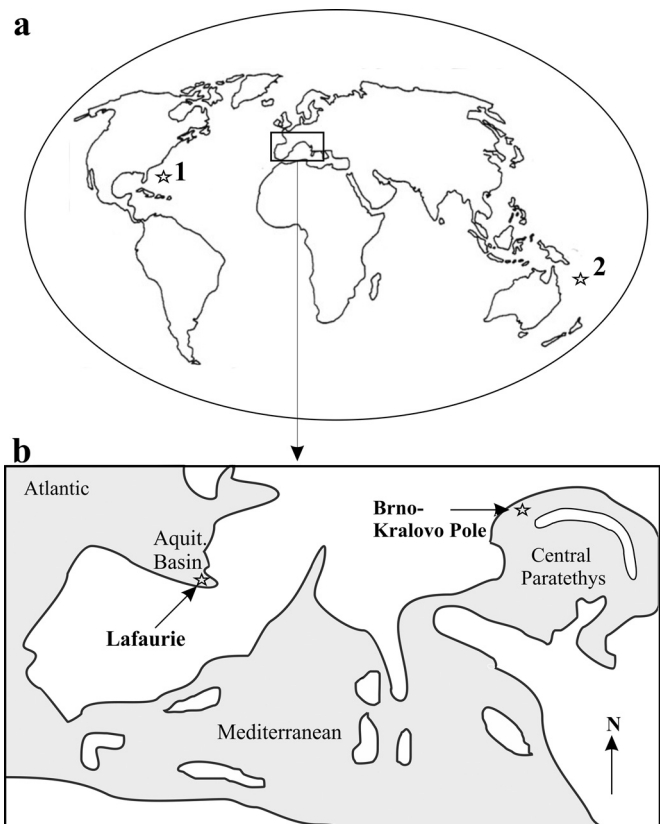 a
1
2
b
Atlantic
Aquit.
Basin
Lafaurie
Brno-
Kralovo Pole
Central
Paratethys
Mediterranean
N